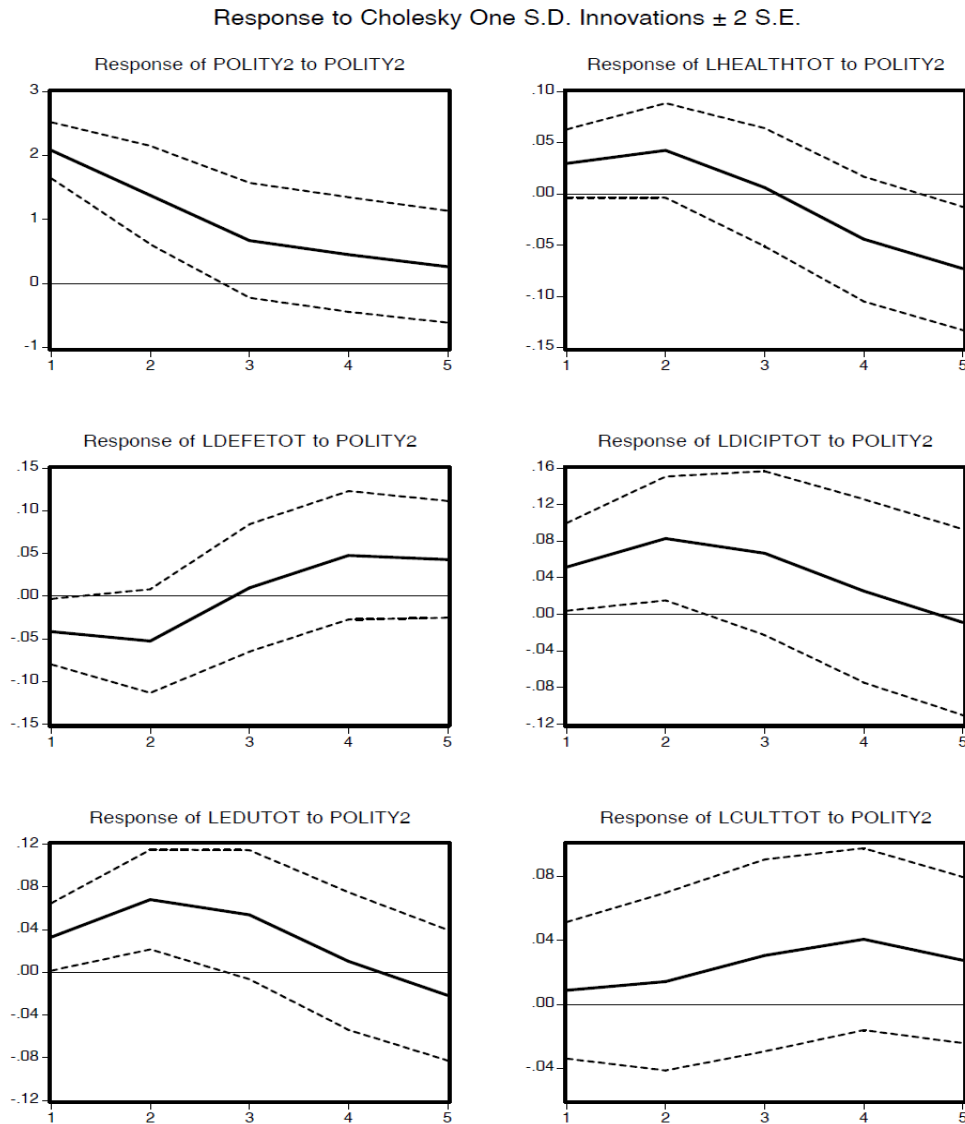 Response to Cholesky One S.D. Innovations ± 2 S.E.
Response of POLITY2 to POLITY2
3
2
1
0
-1
1 2 3 4 5
Response of LHEALTHTOT to POLITY2
.10
.05
.00
-.05
-.10
-.15
1 2 3 4 5
Response of LDEFETOT to POLITY2
.15
.10
.05
.00
-.05
-.10
-.15
1 2 3 4 5
Response of LDICIPTOT to POLITY2
.16
.12
.08
.04
.00
-.04
-.08
-.12
1 2 3 4 5
Response of LEDUTOT to POLITY2
.12
.08
.04
.00
-.04
-.08
-.12
1 2 3 4 5
Response of LCULTTOT to POLITY2
.08
.04
.00
-.04
1 2 3 4 5